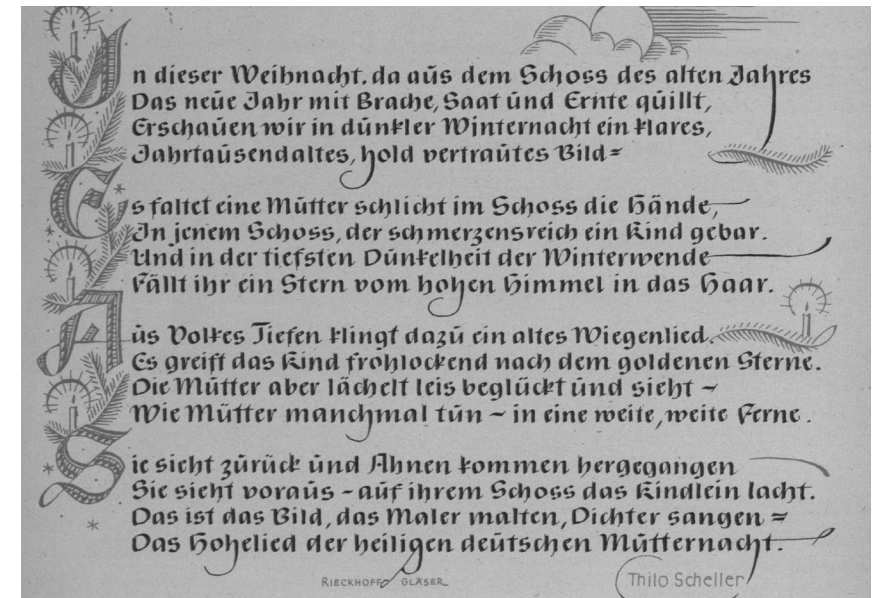 In dieser Weihnacht, da aus dem Schoss des alten Jahres
Das neue Jahr mit Brache, Saat und Ernte quillt,
Erschauen wir in dunkler Winternacht ein klares,
Jahrtausendaltes, hold vertrautes Bild =
Es faltet eine Mutter schlicht im Schoss die Hände,
In jenem Schoss, der schmerzensreich ein Kind gebar.
Und in der tiefsten Dunkelheit der Winterwende
Fällt ihr ein Stern vom hohen Himmel in das Haar.
Aus Volkes Tiefen klingt dazu ein altes Wiegenlied.
Es greift das Kind frohlockend nach dem goldenen Sterne.
Die Mutter aber lächelt leis beglückt und sieht ~
Wie Mütter manchmal tun ~ in eine weite, weite Ferne.
Sie sieht zurück und Ahnen kommen hergegangen
Sie sieht voraus - auf ihrem Schoss das Kindlein lacht.
Das ist das Bild, das Maler malten, Dichter sangen =
Das Hohelied der heiligen deutschen Mutternacht.
RIECKHOFF GLÄSER
Thilo Scheller